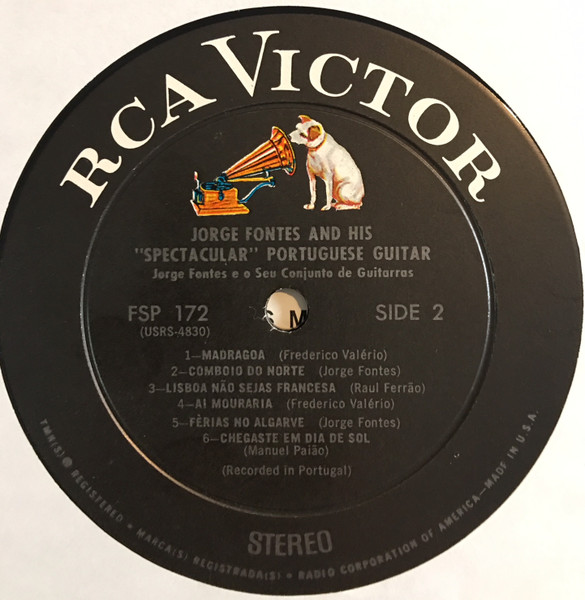 RCA VICTOR
JORGE FONTES AND HIS
"SPECTACULAR" PORTUGUESE GUITAR
Jorge Fontes e o Seu Conjunto de Guitarras
FSP 172
(USRS-4830)
SIDE 2
1—MADRAGOA (Frederico Valério)
2—COMBOIO DO NORTE (Jorge Fontes)
3—LISBOA NÃO SEJAS FRANCESA (Raul Ferrão)
4—AI MOURARIA (Frederico Valério)
5—FÉRIAS NO ALGARVE (Jorge Fontes)
6—CHEGASTE EM DIA DE SOL
(Manuel Paião)
(Recorded in Portugal)
STEREO
TMK(S) ® REGISTERED • MARCA(S) REGISTRADA(S) • RADIO CORPORATION OF AMERICA—MADE IN U.S.A.